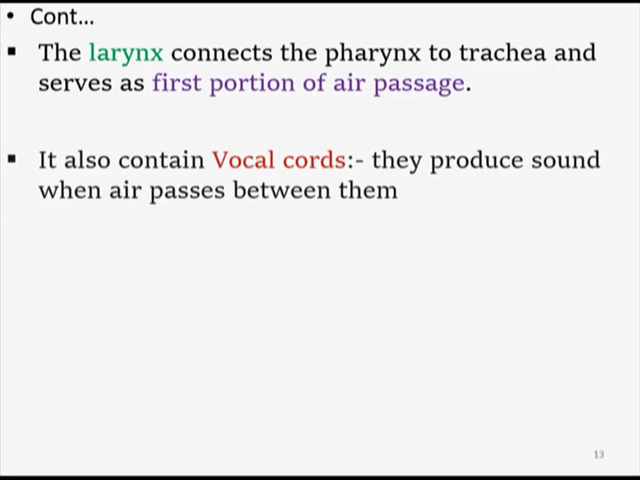 • Cont...
▪ The larynx connects the pharynx to trachea and
serves as first portion of air passage.
▪ It also contain Vocal cords:- they produce sound
when air passes between them
13